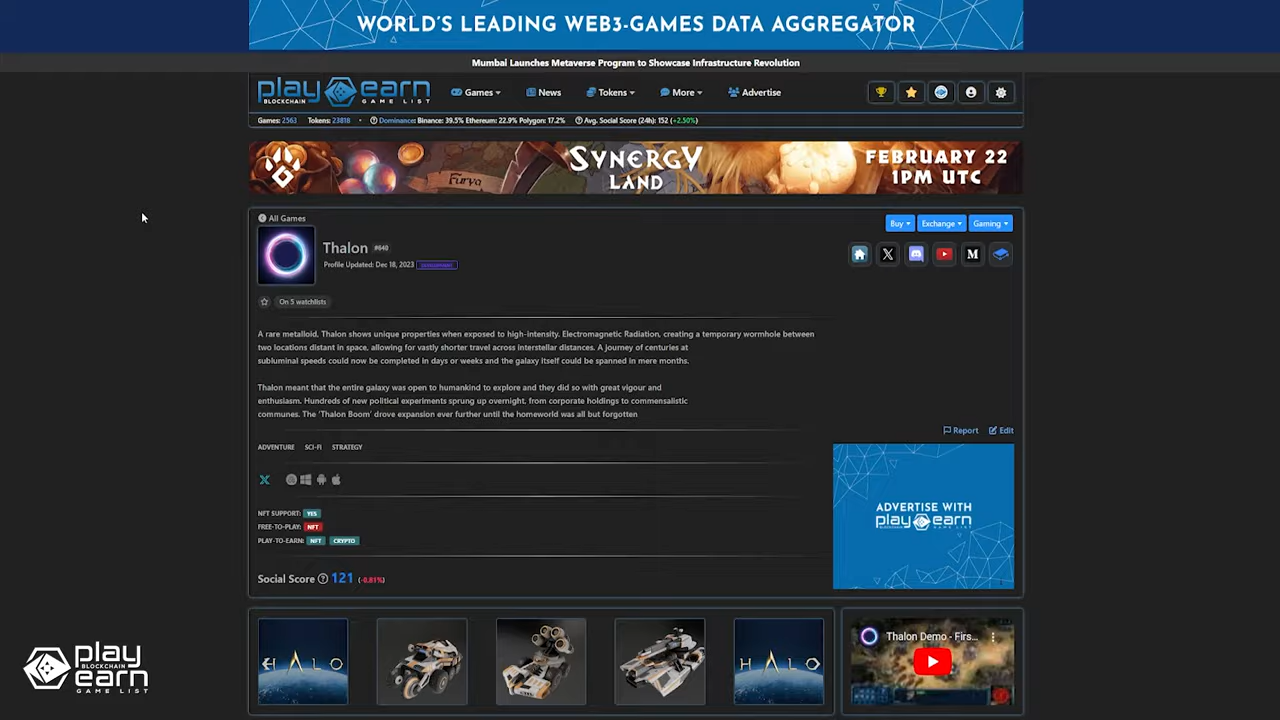 WORLD'S LEADING WEB3-GAMES DATA AGGREGATOR
Mumbai Launches Metaverse Program to Showcase Infrastructure Revolution
play earn
BLOCKCHAIN GAME LIST
Games
News
Tokens
More
Advertise
Games: 2563 Tokens: 23818 • Dominance: Binance: 39.5% Ethereum: 22.9% Polygon: 17.2% Avg. Social Score (24h): 152 (+2.50%)
Furya
SYNERGY
LAND
FEBRUARY 22
1PM UTC
All Games
Buy
Exchange
Gaming
Thalon #640
Profile Updated: Dec 18, 2023 DEVELOPMENT
On 5 watchlists
A rare metalloid, Thalon shows unique properties when exposed to high-intensity. Electromagnetic Radiation, creating a temporary wormhole between
two locations distant in space, allowing for vastly shorter travel across interstellar distances. A journey of centuries at
subluminal speeds could now be completed in days or weeks and the galaxy itself could be spanned in mere months.
Thalon meant that the entire galaxy was open to humankind to explore and they did so with great vigour and
enthusiasm. Hundreds of new political experiments sprung up overnight, from corporate holdings to commensalistic
communes. The 'Thalon Boom' drove expansion ever further until the homeworld was all but forgotten
Report
Edit
ADVENTURE SCI-FI STRATEGY
NFT SUPPORT: YES
FREE-TO-PLAY: NFT
PLAY-TO-EARN: NFT CRYPTO
Social Score 121 (-0.81%)
ADVERTISE WITH
play earn
BLOCKCHAIN GAME LIST
HALO
HALO
Thalon Demo - Firs...
play earn
BLOCKCHAIN
GAME LIST